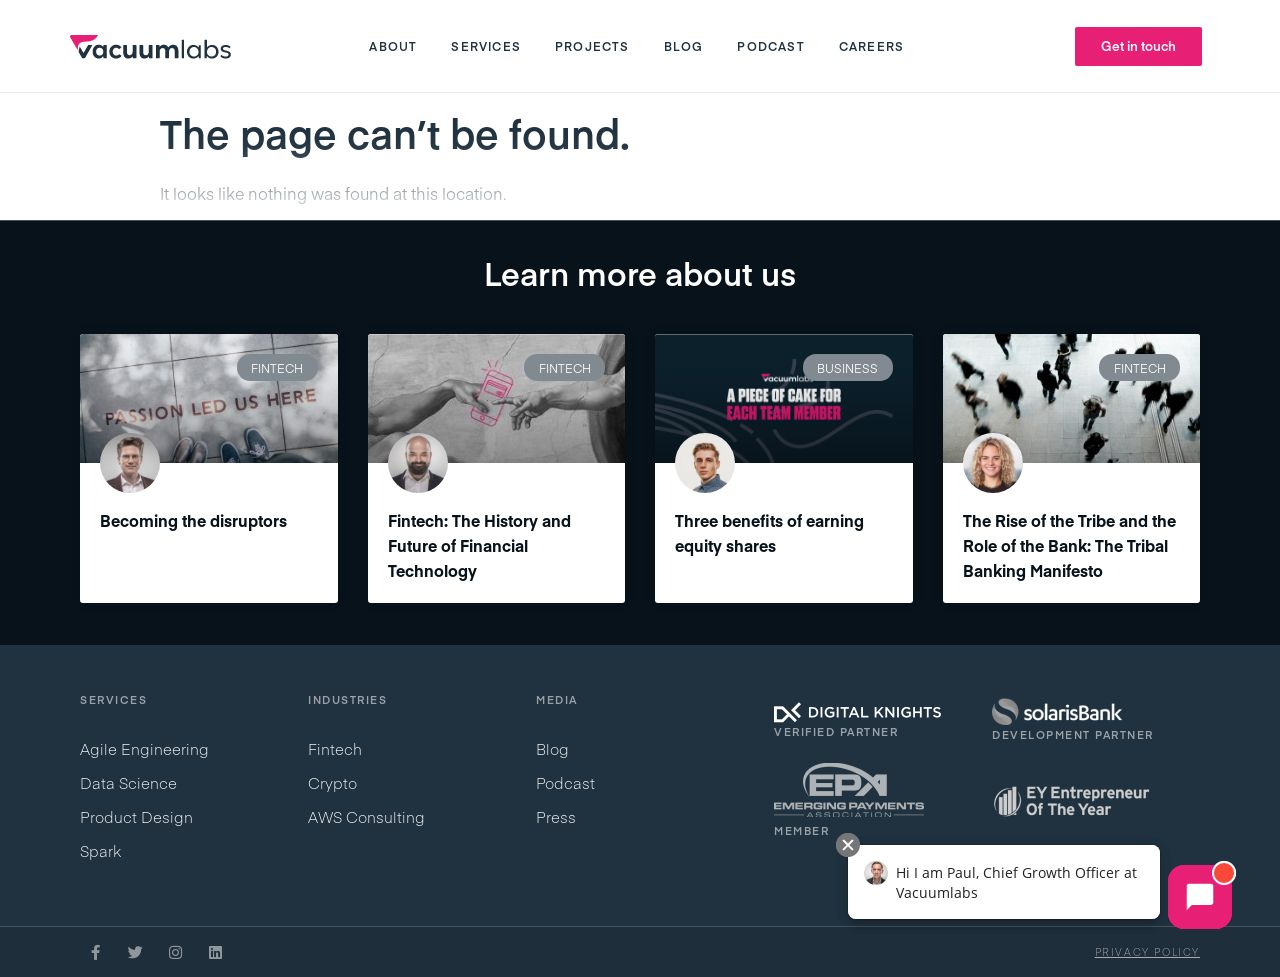 vacuumlabs
ABOUT
SERVICES
PROJECTS
BLOG
PODCAST
CAREERS
Get in touch
The page can’t be found.
It looks like nothing was found at this location.
Learn more about us
FINTECH
PASSION LED US HERE
Becoming the disruptors
FINTECH
Fintech: The History and
Future of Financial
Technology
BUSINESS
vacuumlabs
A PIECE OF CAKE FOR
EACH TEAM MEMBER
Three benefits of earning
equity shares
FINTECH
The Rise of the Tribe and the
Role of the Bank: The Tribal
Banking Manifesto
SERVICES
Agile Engineering
Data Science
Product Design
Spark
INDUSTRIES
Fintech
Crypto
AWS Consulting
MEDIA
Blog
Podcast
Press
DIGITAL KNIGHTS
VERIFIED PARTNER
solarisBank
DEVELOPMENT PARTNER
EPA
EMERGING PAYMENTS
ASSOCIATION
MEMBER
EY Entrepreneur
Of The Year
Hi I am Paul, Chief Growth Officer at
Vacuumlabs
PRIVACY POLICY